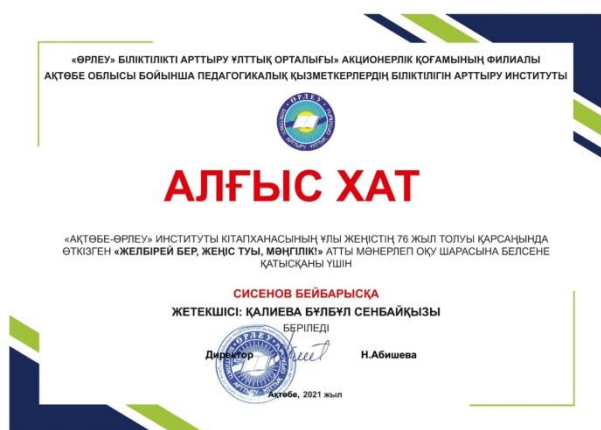 «ӨРЛЕУ» БІЛІКТІЛІКТІ АРТТЫРУ ҰЛТТЫҚ ОРТАЛЫҒЫ» АКЦИОНЕРЛІК ҚОҒАМЫНЫҢ ФИЛИАЛЫ
АҚТӨБЕ ОБЛЫСЫ БОЙЫНША ПЕДАГОГИКАЛЫҚ ҚЫЗМЕТКЕРЛЕРДІҢ БІЛІКТІЛІГІН АРТТЫРУ ИНСТИТУТЫ
ӨРЛЕУ
АЛҒЫС ХАТ
«АҚТӨБЕ-ӨРЛЕУ» ИНСТИТУТЫ КІТАПХАНАСЫНЫҢ ҰЛЫ ЖЕҢІСТІҢ 76 ЖЫЛ ТОЛУЫ ҚАРСАҢЫНДА
ӨТКІЗГЕН «ЖЕЛБІРЕЙ БЕР, ЖЕҢІС ТУЫ, МӘҢГІЛІК!» АТТЫ МӘНЕРЛЕП ОҚУ ШАРАСЫНА БЕЛСЕНЕ
ҚАТЫСҚАНЫ ҮШІН
СИСЕНОВ БЕЙБАРЫСҚА
ЖЕТЕКШІСІ: ҚАЛИЕВА БҰЛБҰЛ СЕНБАЙҚЫЗЫ
БЕРІЛЕДІ
Директор Н.Абишева
Ақтөбе, 2021 жыл